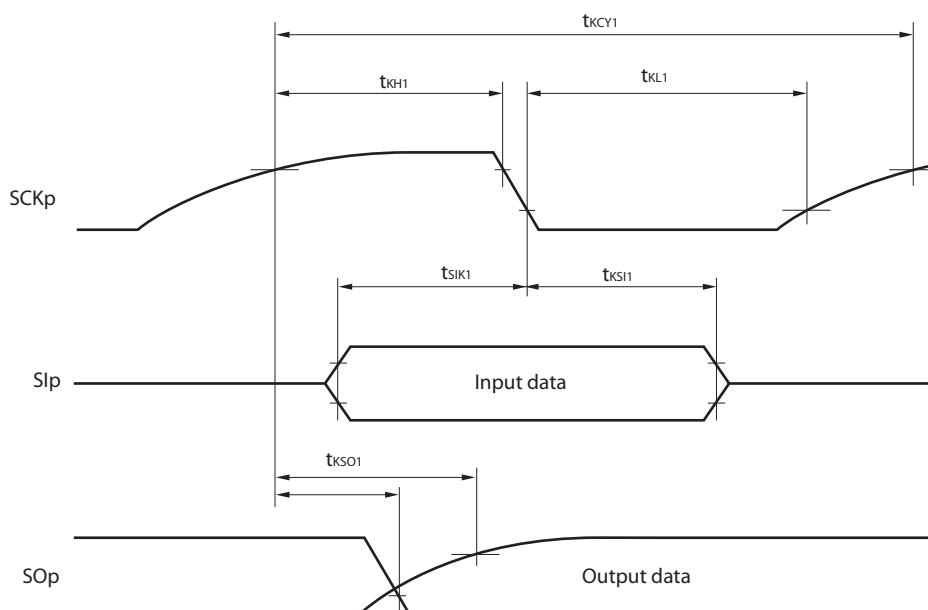 tKCY1
tKH1
tKL1
SCKp
tSIK1
tKSI1
SIp
Input data
tKSO1
SOp
Output data